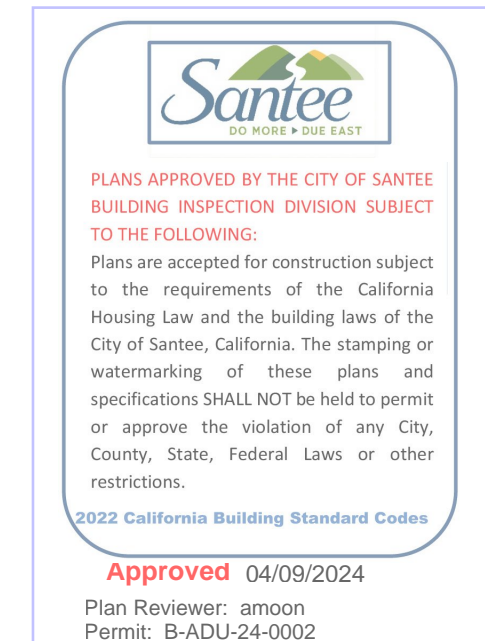 Santee
DO MORE ▸ DUE EAST
PLANS APPROVED BY THE CITY OF SANTEE
BUILDING INSPECTION DIVISION SUBJECT
TO THE FOLLOWING:
Plans are accepted for construction subject
to the requirements of the California
Housing Law and the building laws of the
City of Santee, California. The stamping or
watermarking of these plans and
specifications SHALL NOT be held to permit
or approve the violation of any City,
County, State, Federal Laws or other
restrictions.
2022 California Building Standard Codes
Approved 04/09/2024
Plan Reviewer: amoon
Permit: B-ADU-24-0002